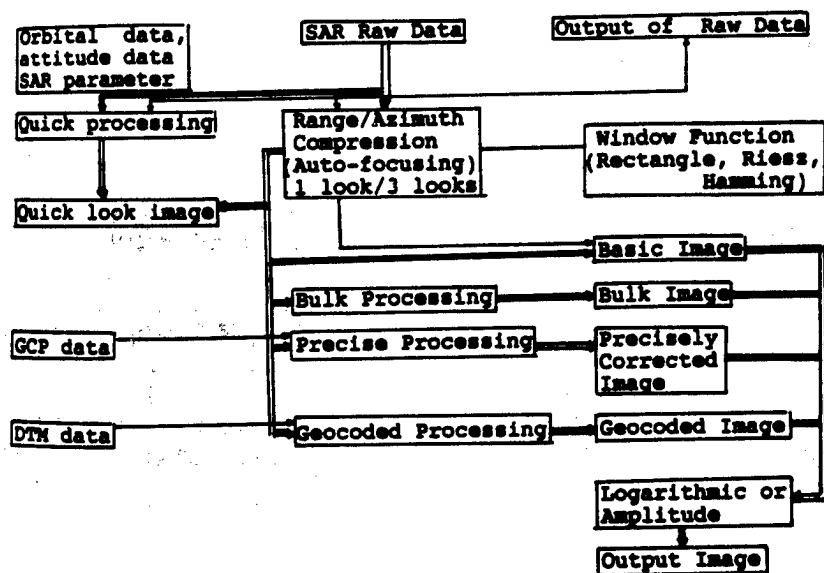 Orbital data,
attitude data
SAR parameter
SAR Raw Data
Output of Raw Data
Quick processing
Range/Azimuth
Compression
(Auto-focusing)
1 look/3 looks
Window Function
(Rectangle, Riesz,
Hamming)
Quick look image
Basic Image
Bulk Processing
Bulk Image
GCP data
Precise Processing
Precisely
Corrected
Image
DTM data
Geocoded Processing
Geocoded Image
Logarithmic or
Amplitude
Output Image